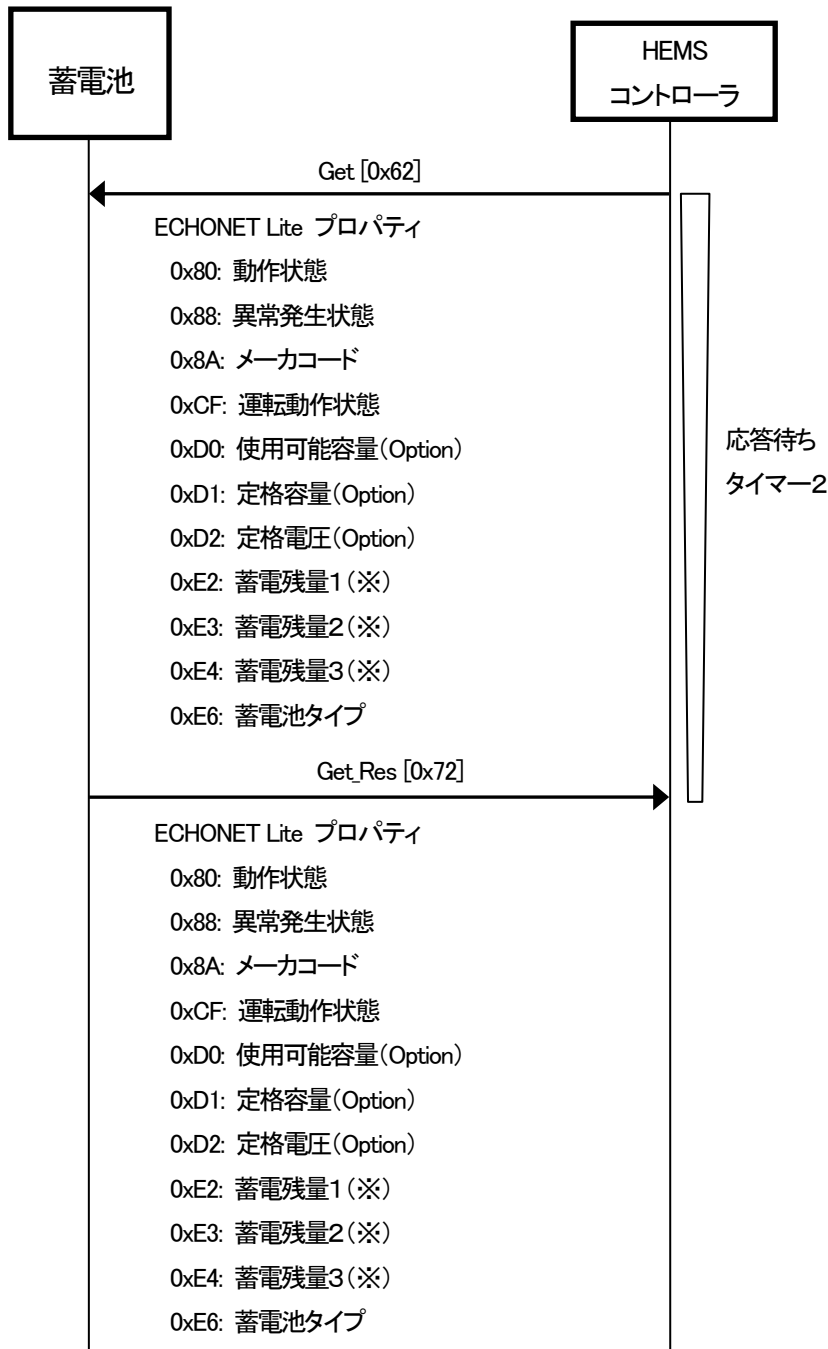 蓄電池
HEMS
コントローラ
Get [0x62]
ECHONET Lite プロパティ
0x80: 動作状態
0x88: 異常発生状態
0x8A: メーカコード
0xCF: 運転動作状態
0xD0: 使用可能容量(Option)
0xD1: 定格容量(Option)
0xD2: 定格電圧(Option)
0xE2: 蓄電残量1(※)
0xE3: 蓄電残量2(※)
0xE4: 蓄電残量3(※)
0xE6: 蓄電池タイプ
応答待ち
タイマー2
Get_Res [0x72]
ECHONET Lite プロパティ
0x80: 動作状態
0x88: 異常発生状態
0x8A: メーカコード
0xCF: 運転動作状態
0xD0: 使用可能容量(Option)
0xD1: 定格容量(Option)
0xD2: 定格電圧(Option)
0xE2: 蓄電残量1(※)
0xE3: 蓄電残量2(※)
0xE4: 蓄電残量3(※)
0xE6: 蓄電池タイプ